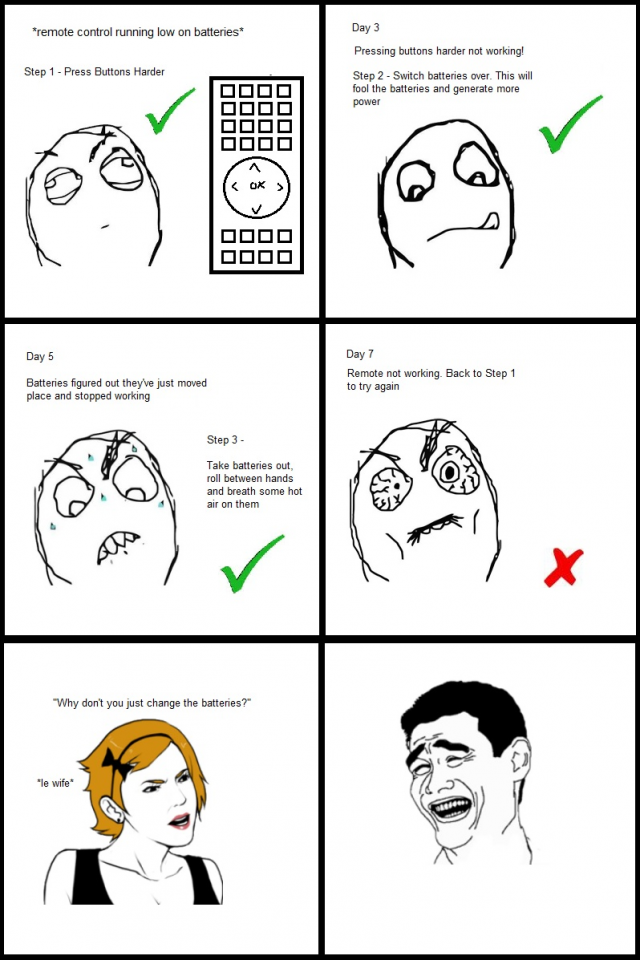 *remote control running low on batteries*
Step 1 - Press Buttons Harder
OK
Day 3
Pressing buttons harder not working!
Step 2 - Switch batteries over. This will
fool the batteries and generate more
power
Day 5
Batteries figured out they've just moved
place and stopped working
Step 3 -
Take batteries out,
roll between hands
and breath some hot
air on them
Day 7
Remote not working. Back to Step 1
to try again
"Why don't you just change the batteries?"
*le wife*